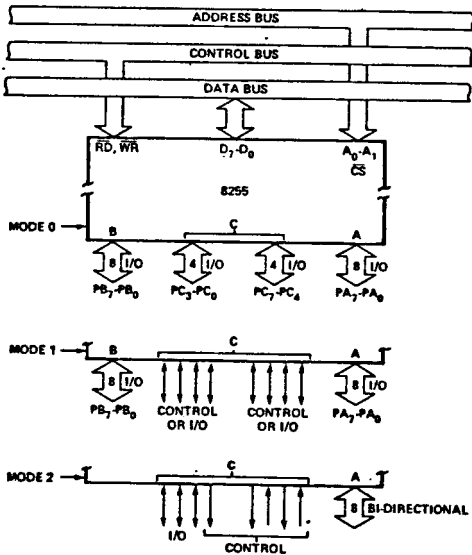 ADDRESS BUS
CONTROL BUS
DATA BUS
RD, WR
D7-D0
A0-A1
CS
8255
MODE 0
B
C
A
8 I/O
4 I/O
4 I/O
8 I/O
PB7-PB0
PC3-PC0
PC7-PC4
PA7-PA0
MODE 1
B
C
A
8 I/O
8 I/O
PB7-PB0
CONTROL
OR I/O
CONTROL
OR I/O
PA7-PA0
MODE 2
C
A
8 BI-DIRECTIONAL
I/O
CONTROL